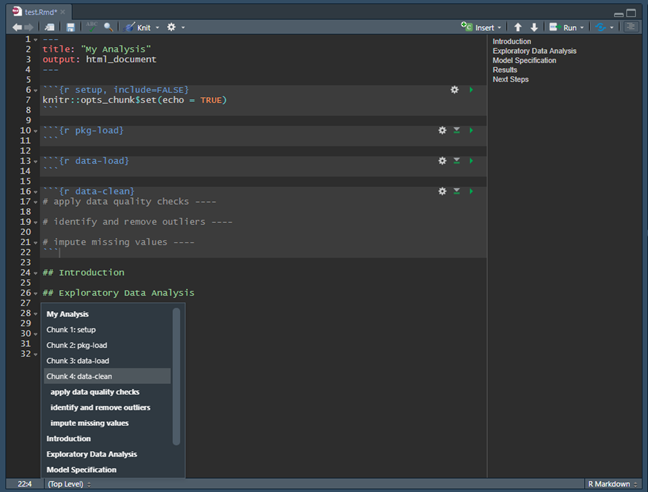 test.Rmd*
ABC Knit Insert Run
1 ---
2 title: "My Analysis"
3 output: html_document
4 ---
5
6 ```{r setup, include=FALSE}
7 knitr::opts_chunk$set(echo = TRUE)
8 ```
9
10 ```{r pkg-load}
11 ```
12
13 ```{r data-load}
14 ```
15
16 ```{r data-clean}
17 # apply data quality checks ----
18
19 # identify and remove outliers ----
20
21 # impute missing values ----
22 ```
23
24 ## Introduction
25
26 ## Exploratory Data Analysis
27
28
29
30
31
32
My Analysis
Chunk 1: setup
Chunk 2: pkg-load
Chunk 3: data-load
Chunk 4: data-clean
apply data quality checks
identify and remove outliers
impute missing values
Introduction
Exploratory Data Analysis
Model Specification
Introduction
Exploratory Data Analysis
Model Specification
Results
Next Steps
22:4 (Top Level) R Markdown